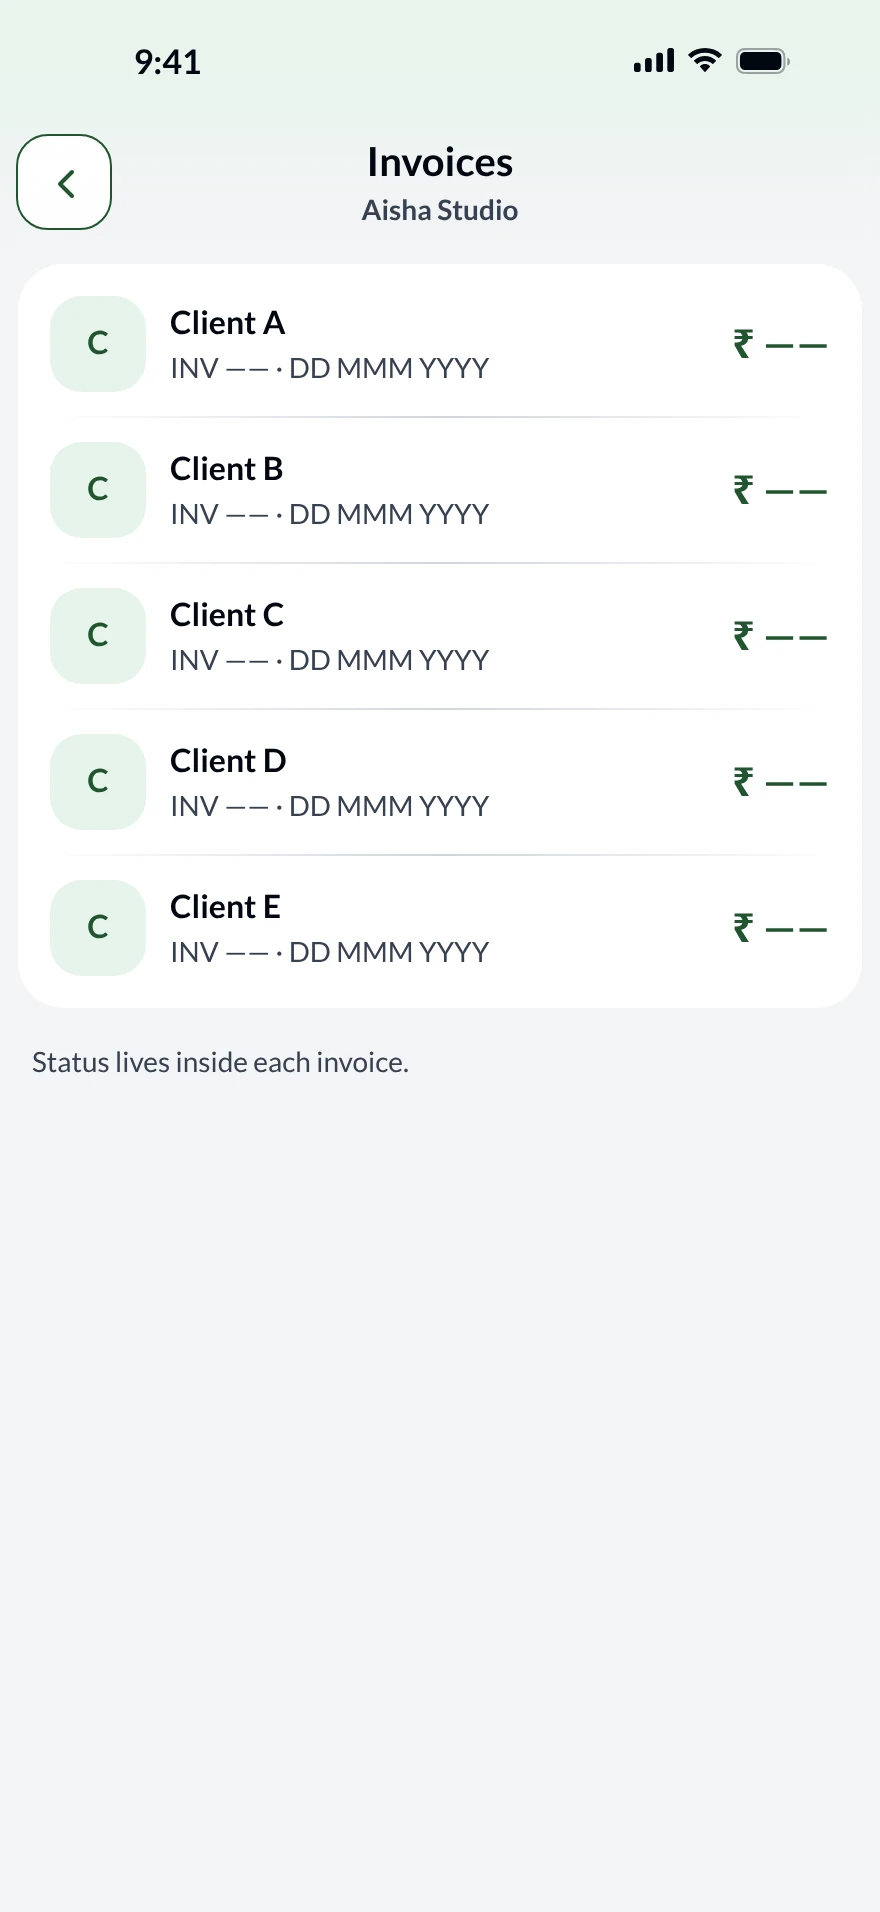 9:41
Invoices
Aisha Studio
C
Client A
INV —— · DD MMM YYYY
₹ ——
C
Client B
INV —— · DD MMM YYYY
₹ ——
C
Client C
INV —— · DD MMM YYYY
₹ ——
C
Client D
INV —— · DD MMM YYYY
₹ ——
C
Client E
INV —— · DD MMM YYYY
₹ ——
Status lives inside each invoice.